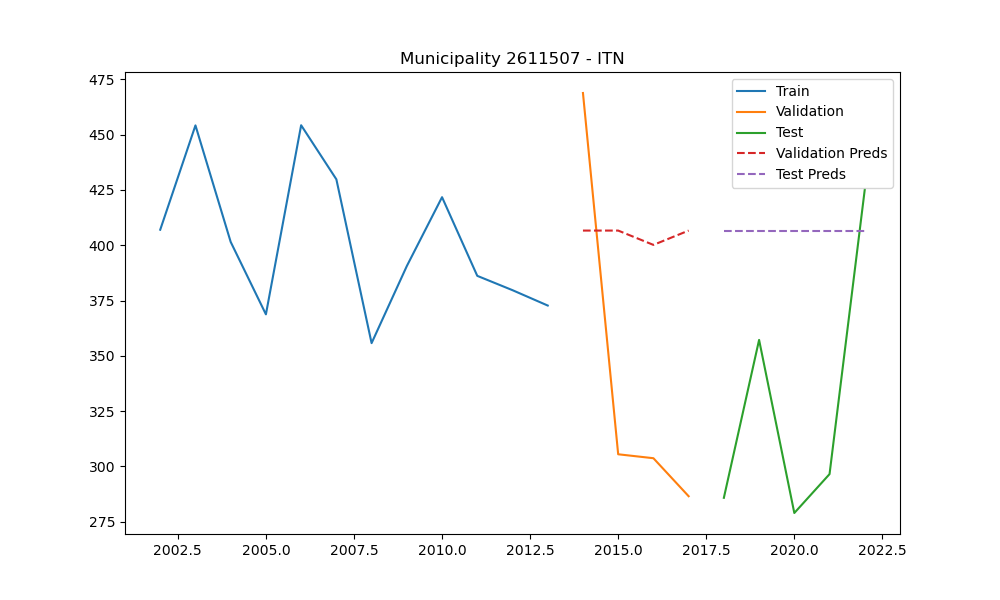 Municipality 2611507 - ITN
475
450
425
400
375
350
325
300
275
Train
Validation
Test
Validation Preds
Test Preds
2002.5 2005.0 2007.5 2010.0 2012.5 2015.0 2017.5 2020.0 2022.5